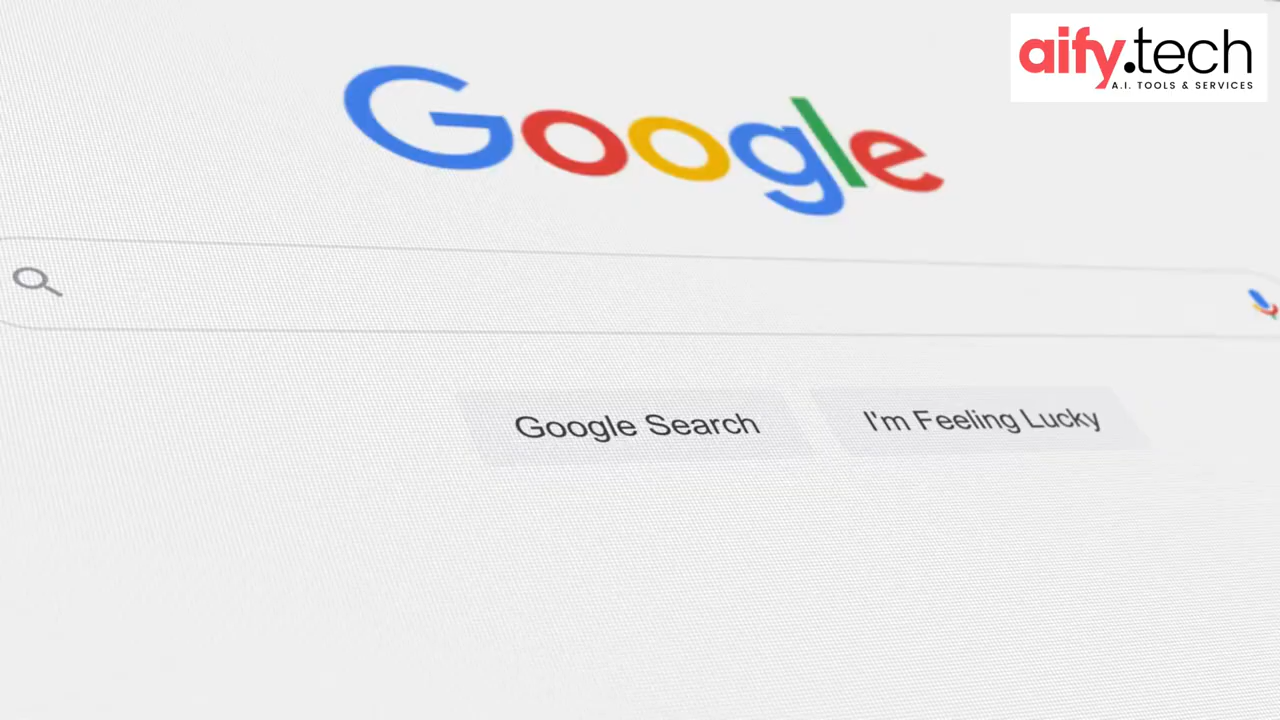 aify.tech
A.I. TOOLS & SERVICES
Google
Google Search
I'm Feeling Lucky